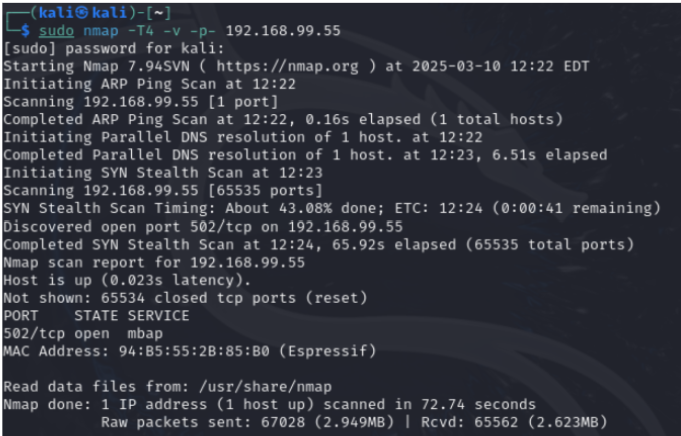 (kali㉿kali)-[~]
$ sudo nmap -T4 -v -p- 192.168.99.55
[sudo] password for kali:
Starting Nmap 7.94SVN ( https://nmap.org ) at 2025-03-10 12:22 EDT
Initiating ARP Ping Scan at 12:22
Scanning 192.168.99.55 [1 port]
Completed ARP Ping Scan at 12:22, 0.16s elapsed (1 total hosts)
Initiating Parallel DNS resolution of 1 host. at 12:22
Completed Parallel DNS resolution of 1 host. at 12:23, 6.51s elapsed
Initiating SYN Stealth Scan at 12:23
Scanning 192.168.99.55 [65535 ports]
SYN Stealth Scan Timing: About 43.08% done; ETC: 12:24 (0:00:41 remaining)
Discovered open port 502/tcp on 192.168.99.55
Completed SYN Stealth Scan at 12:24, 65.92s elapsed (65535 total ports)
Nmap scan report for 192.168.99.55
Host is up (0.023s latency).
Not shown: 65534 closed tcp ports (reset)
PORT    STATE SERVICE
502/tcp open  mbap
MAC Address: 94:B5:55:2B:85:B0 (Espressif)
Read data files from: /usr/share/nmap
Nmap done: 1 IP address (1 host up) scanned in 72.74 seconds
Raw packets sent: 67028 (2.949MB) | Rcvd: 65562 (2.623MB)